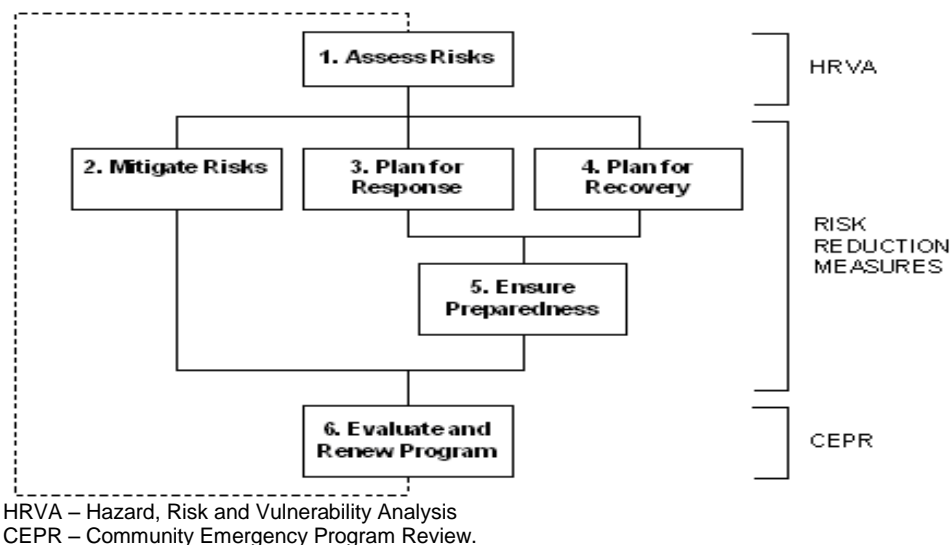 1. Assess Risks
HRVA
2. Mitigate Risks
3. Plan for
Response
4. Plan for
Recovery
RISK
REDUCTION
MEASURES
5. Ensure
Preparedness
6. Evaluate and
Renew Program
CEPR
HRVA – Hazard, Risk and Vulnerability Analysis
CEPR – Community Emergency Program Review.